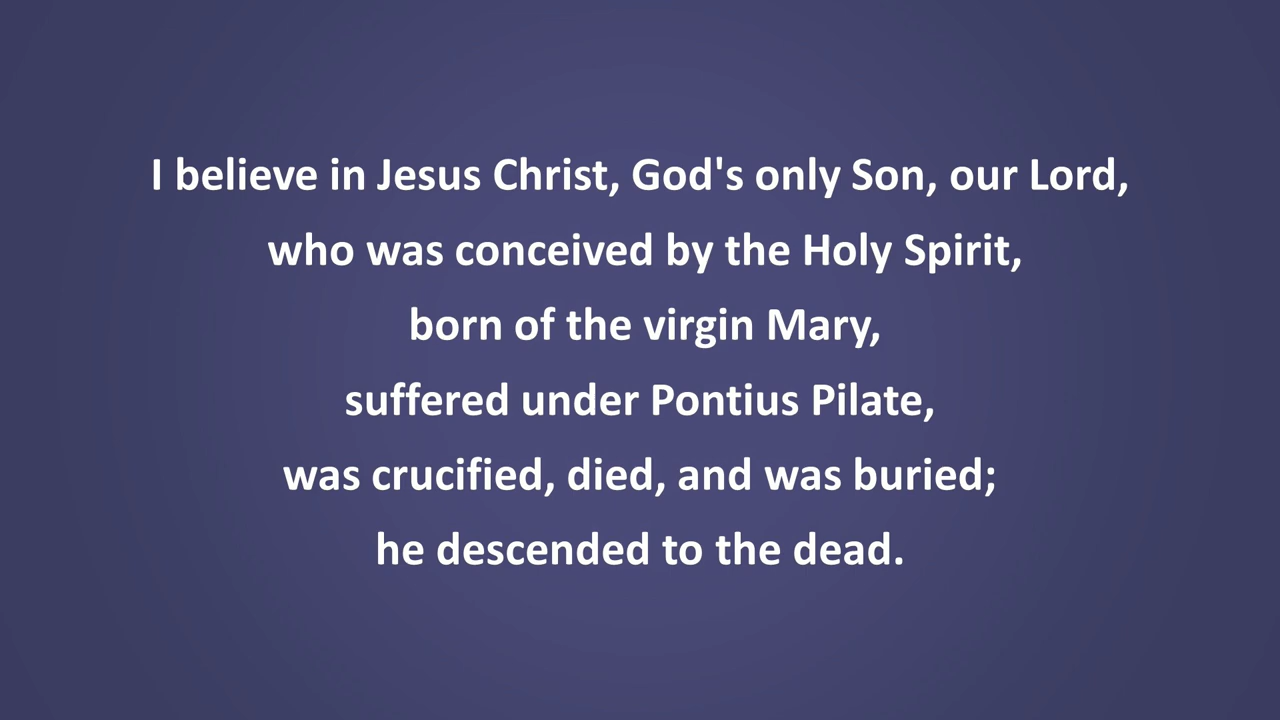 I believe in Jesus Christ, God's only Son, our Lord,
who was conceived by the Holy Spirit,
born of the virgin Mary,
suffered under Pontius Pilate,
was crucified, died, and was buried;
he descended to the dead.